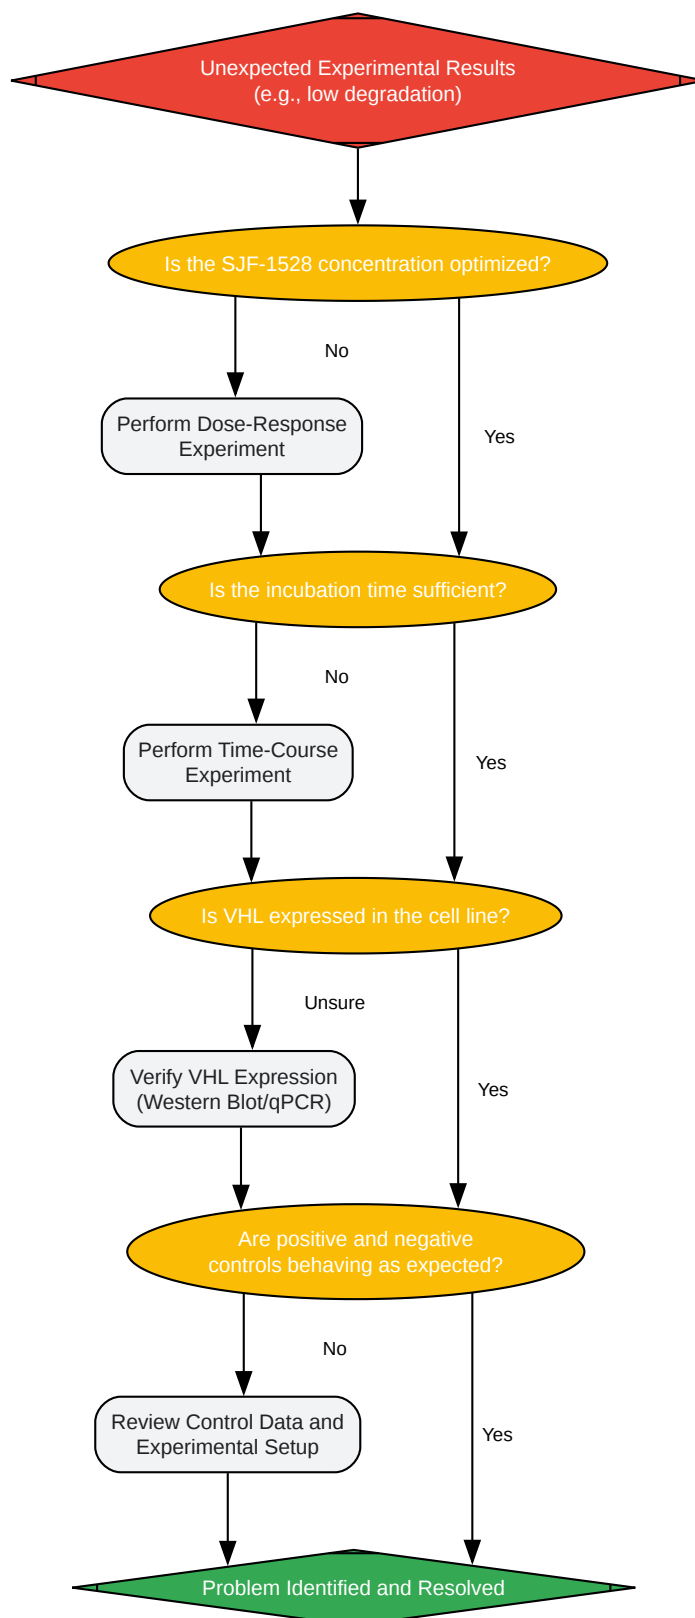 Unexpected Experimental Results
(e.g., low degradation)
Is the SJF-1528 concentration optimized?
No
Perform Dose-Response
Experiment
Yes
Is the incubation time sufficient?
No
Perform Time-Course
Experiment
Yes
Is VHL expressed in the cell line?
Unsure
Verify VHL Expression
(Western Blot/qPCR)
Yes
Are positive and negative
controls behaving as expected?
No
Review Control Data and
Experimental Setup
Yes
Problem Identified and Resolved